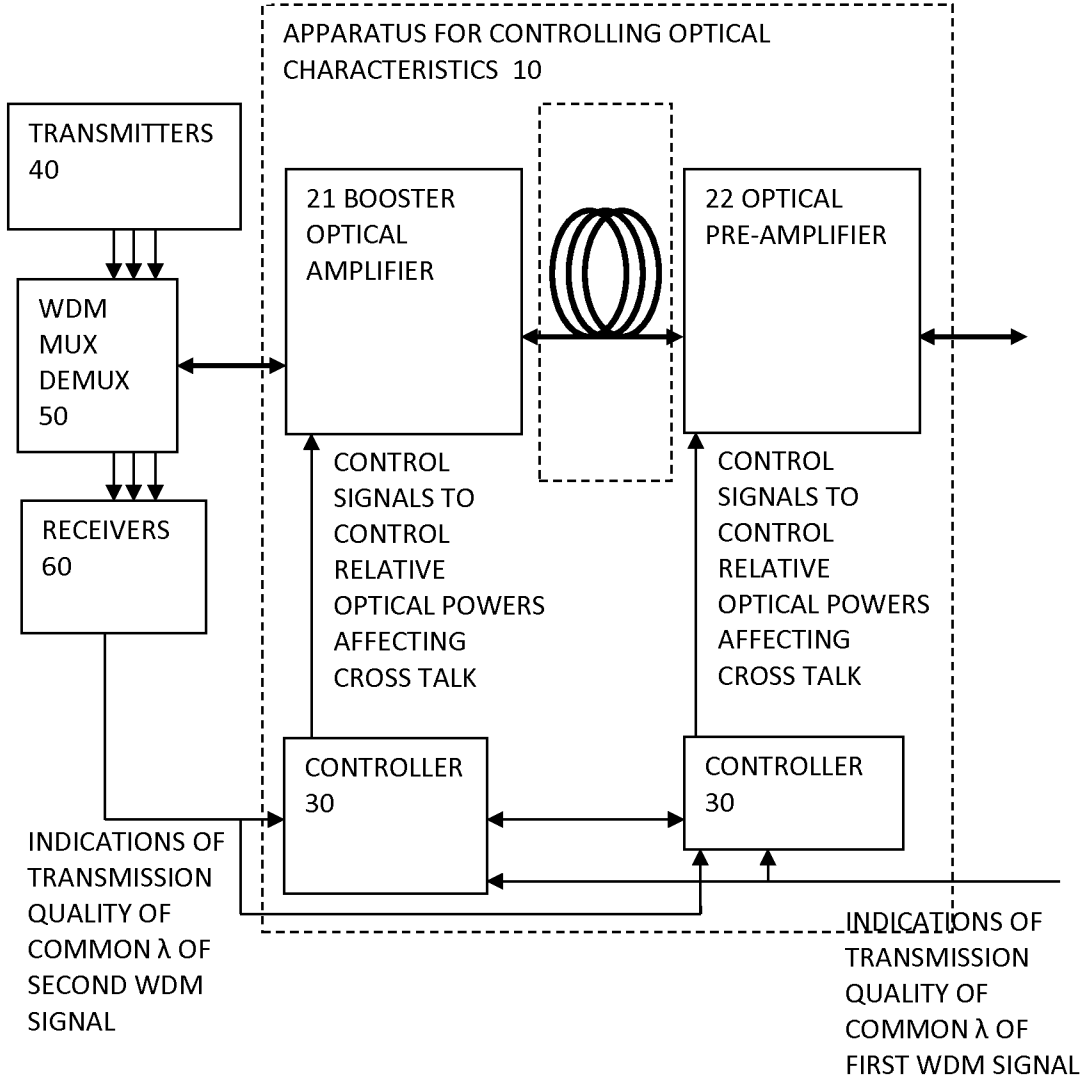 APPARATUS FOR CONTROLLING OPTICAL
CHARACTERISTICS 10
TRANSMITTERS
40
21 BOOSTER
OPTICAL
AMPLIFIER
22 OPTICAL
PRE-AMPLIFIER
WDM
MUX
DEMUX
50
RECEIVERS
60
CONTROL
SIGNALS TO
CONTROL
RELATIVE
OPTICAL POWERS
AFFECTING
CROSS TALK
CONTROL
SIGNALS TO
CONTROL
RELATIVE
OPTICAL POWERS
AFFECTING
CROSS TALK
CONTROLLER
30
CONTROLLER
30
INDICATIONS OF
TRANSMISSION
QUALITY OF
COMMON λ OF
SECOND WDM
SIGNAL
INDICATIONS OF
TRANSMISSION
QUALITY OF
COMMON λ OF
FIRST WDM SIGNAL